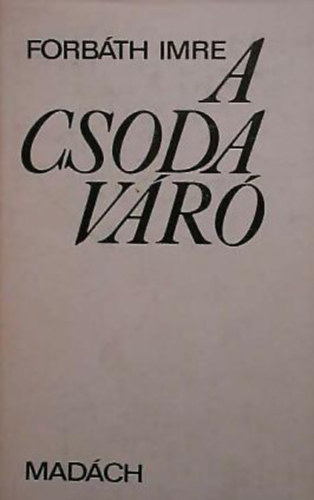 FORBÁTH IMRE
A
CSODA
VÁRÓ
MADÁCH